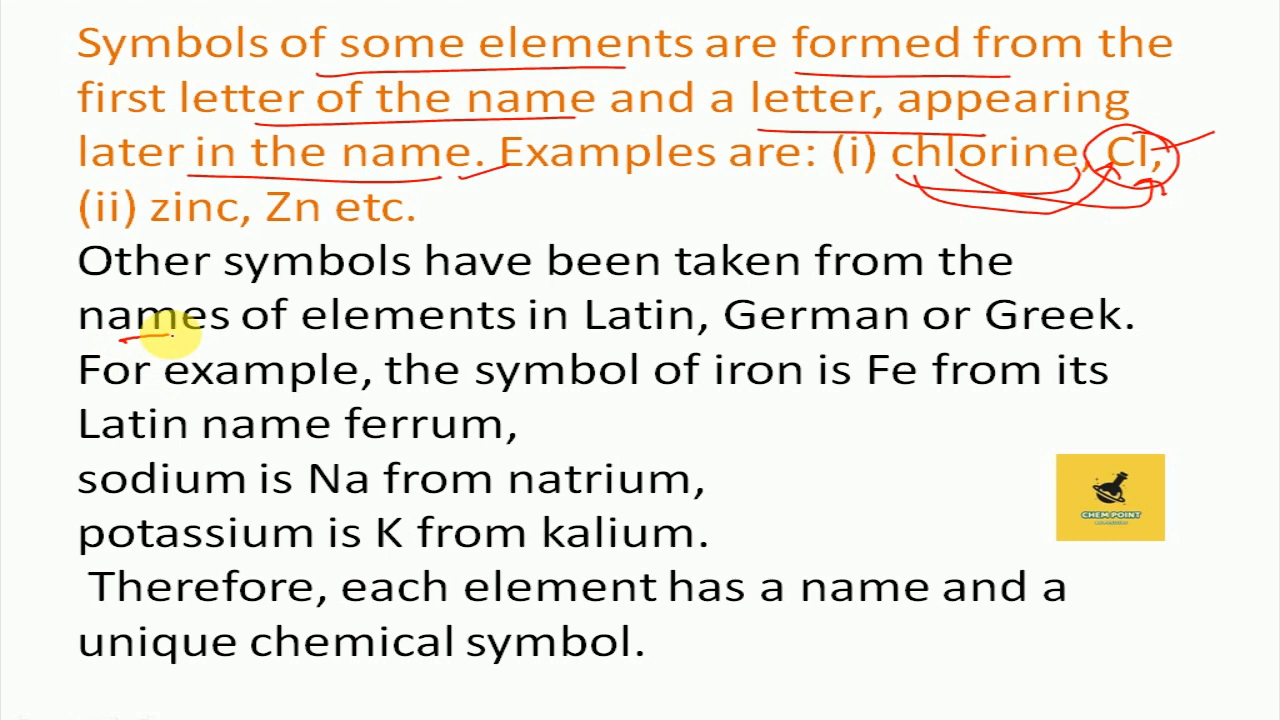 Symbols of some elements are formed from the
first letter of the name and a letter, appearing
later in the name. Examples are: (i) chlorine, Cl,
(ii) zinc, Zn etc.
Other symbols have been taken from the
names of elements in Latin, German or Greek.
For example, the symbol of iron is Fe from its
Latin name ferrum,
sodium is Na from natrium,
potassium is K from kalium.
CHEM POINT
Therefore, each element has a name and a
unique chemical symbol.